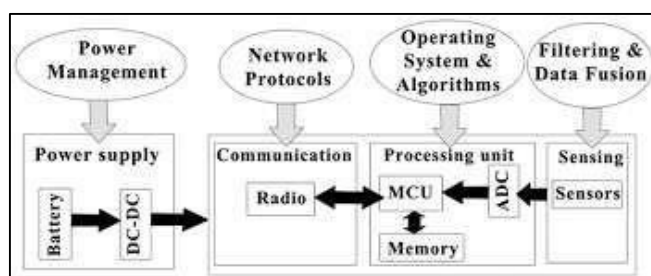 Power
Management
Network
Protocols
Operating
System &
Algorithms
Filtering &
Data Fusion
Power supply
Battery
DC-DC
Communication
Radio
Processing unit
MCU
ADC
Memory
Sensing
Sensors